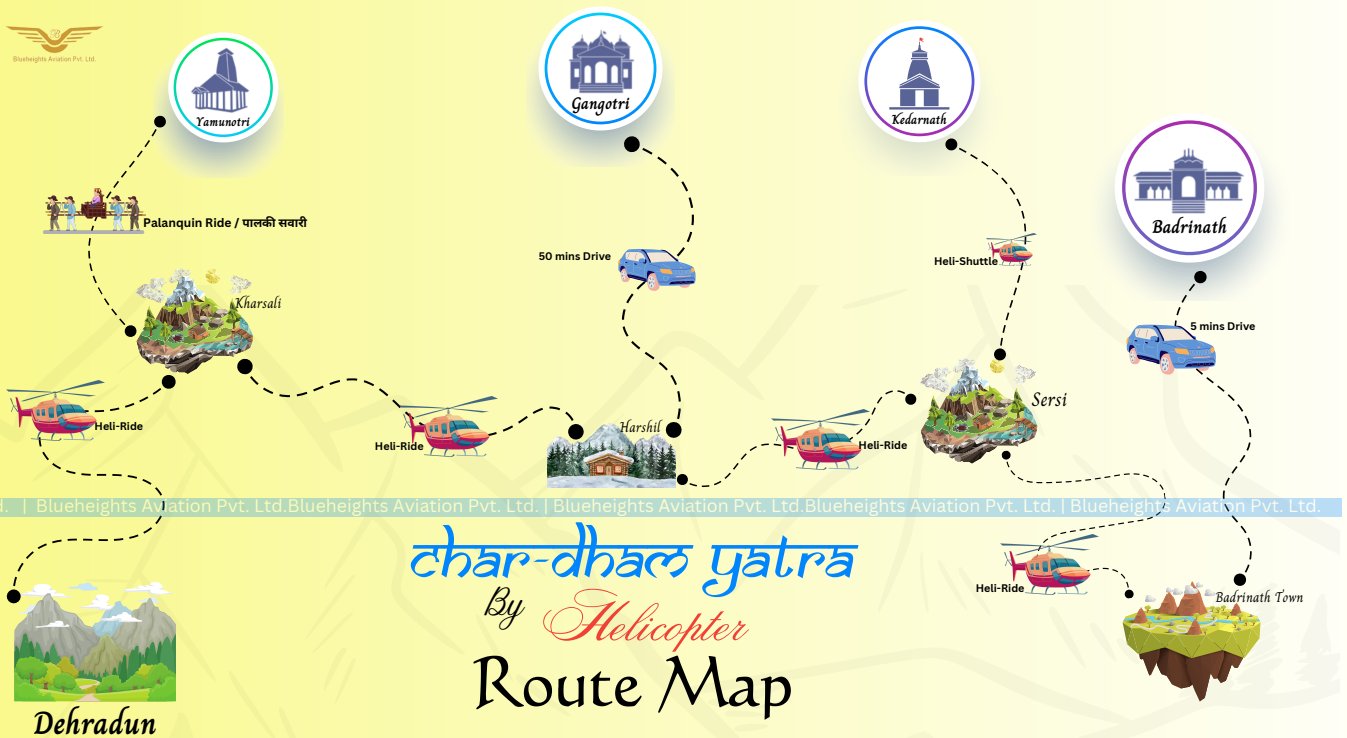 B
Blueheights Aviation Pvt. Ltd.
Yamunotri
Gangotri
Kedarnath
Badrinath
Palanquin Ride / पालकी सवारी
50 mins Drive
Heli-Shuttle
5 mins Drive
Kharsali
Heli-Ride
Heli-Ride
Harshil
Heli-Ride
Sersi
d. | Blueheights Aviation Pvt. Ltd.Blueheights Aviation Pvt. Ltd. | Blueheights Aviation Pvt. Ltd.Blueheights Aviation Pvt. Ltd. | Blueheights Aviation Pvt. Ltd.
char-dham yatra
By Helicopter
Route Map
Heli-Ride
Badrinath Town
Dehradun